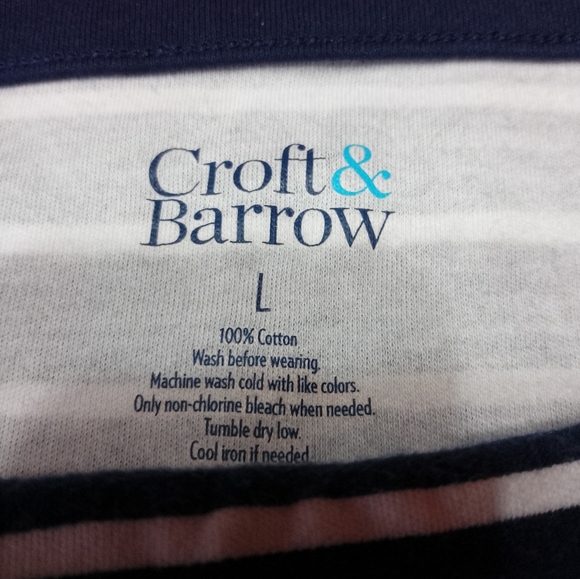 Croft&
Barrow
L
100% Cotton
Wash before wearing.
Machine wash cold with like colors.
Only non-chlorine bleach when needed.
Tumble dry low.
Cool iron if needed